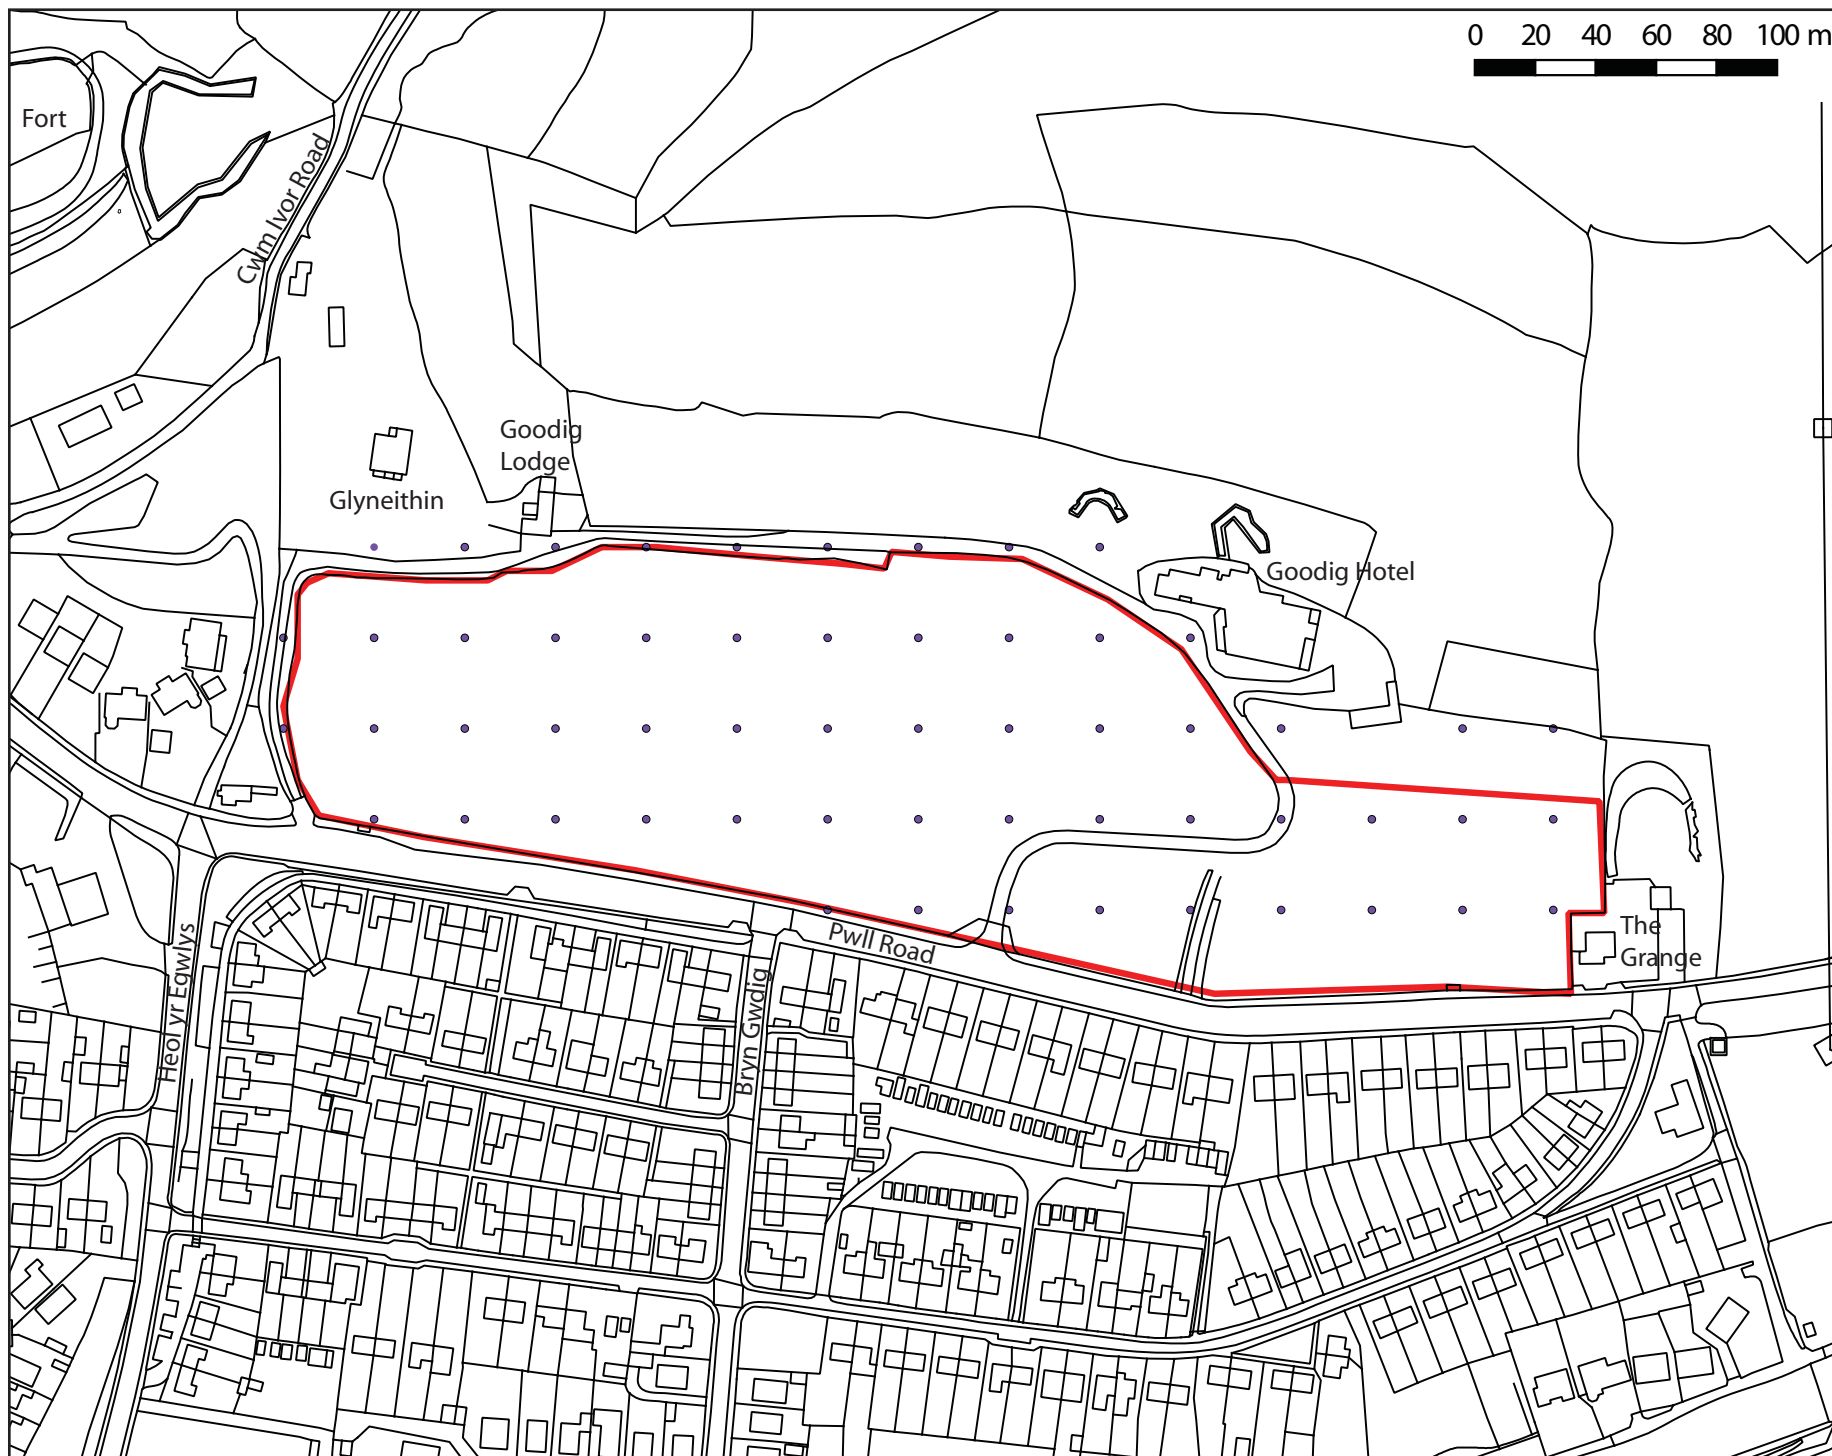 0 20 40 60 80 100 m
Fort
Cwm Ivor Road
Goodig
Lodge
Glyneithin
Goodig Hotel
The
Grange
Pwll Road
Heol yr Egwlys
Bryn Gwdig